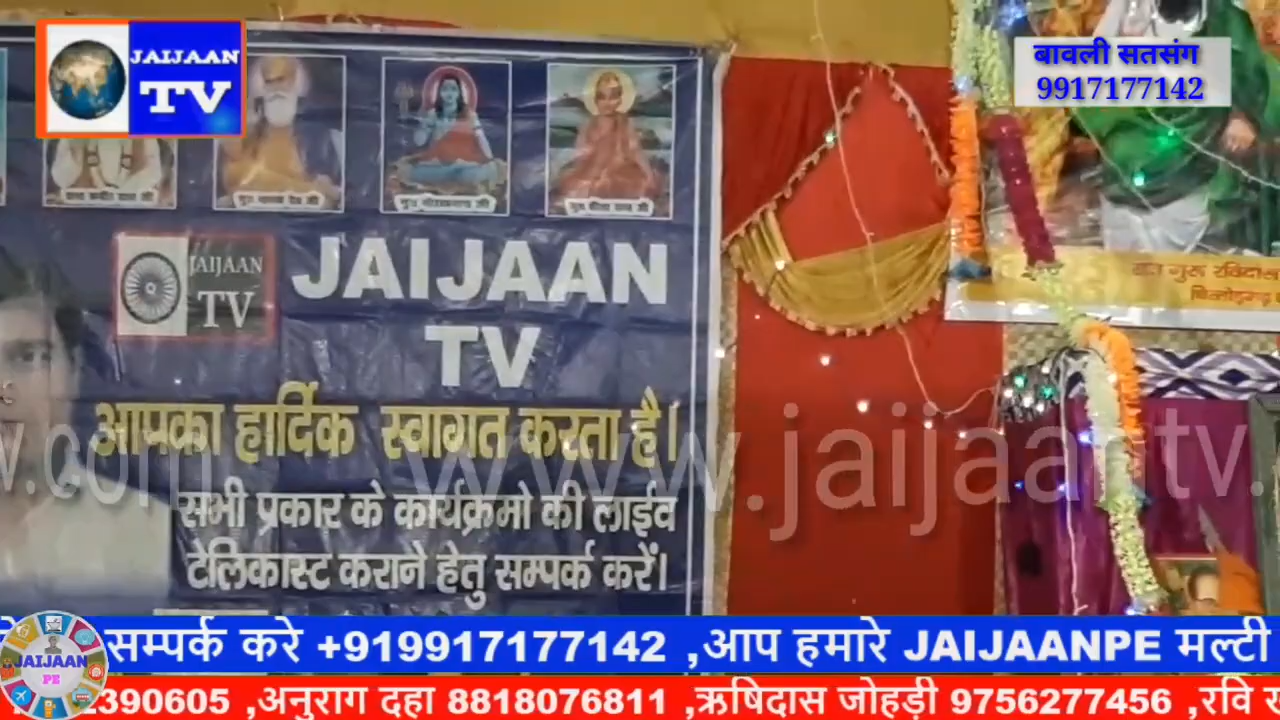 JAIJAAN
TV
बावली सतसंग
9917177142
JAIJAAN
TV
JAIJAAN
TV
आपका हार्दिक स्वागत करता है।
सभी प्रकार के कार्यक्रमो की लाईव
टेलिकास्ट कराने हेतु सम्पर्क करें।
गुरु रविदास
v.com www.jaijaantv.
सम्पर्क करे +919917177142 ,आप हमारे JAIJAANPE मल्टी
JAIJAAN
PE
2390605 ,अनुराग दहा 8818076811 ,ऋषिदास जोहड़ी 9756277456 ,रवि